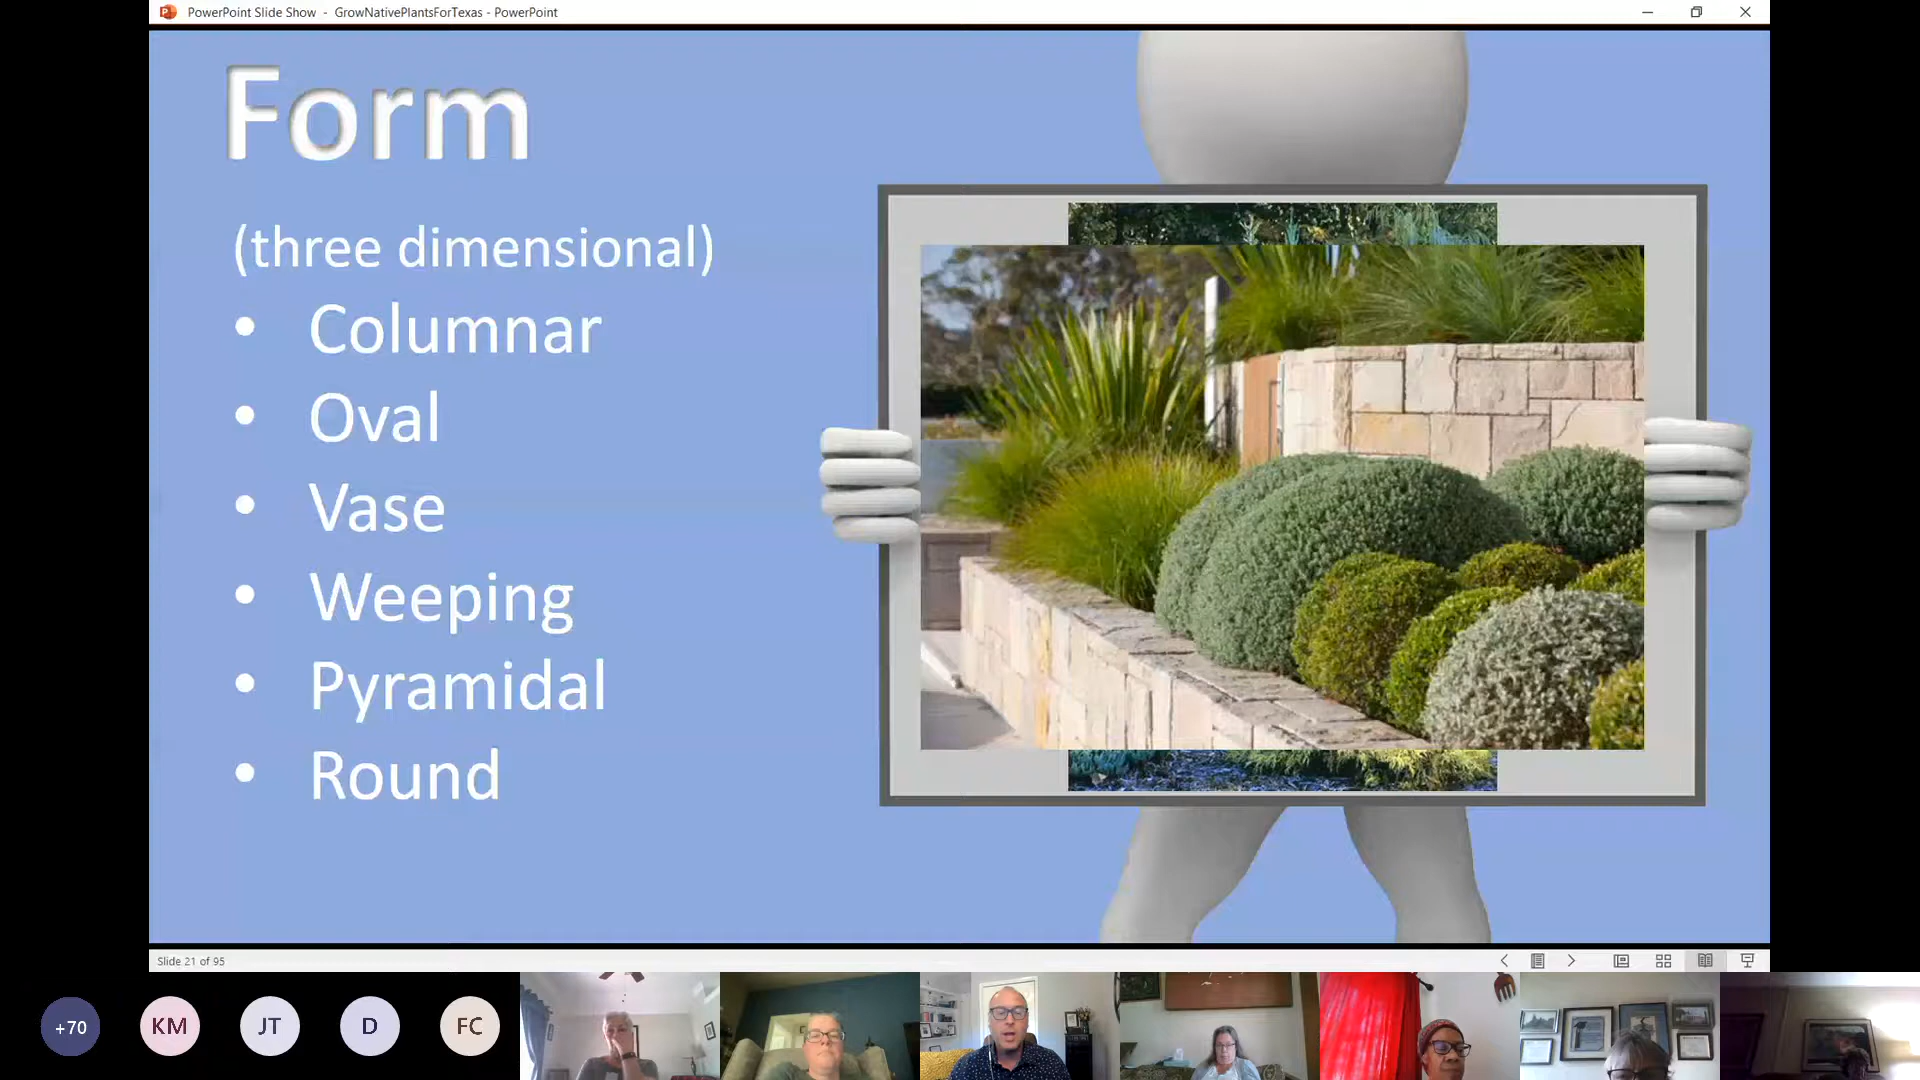 PowerPoint Slide Show - GrowNativePlantsForTexas - PowerPoint
Form
(three dimensional)
• Columnar
• Oval
• Vase
• Weeping
• Pyramidal
• Round
Slide 21 of 95
+70
KM
JT
D
FC